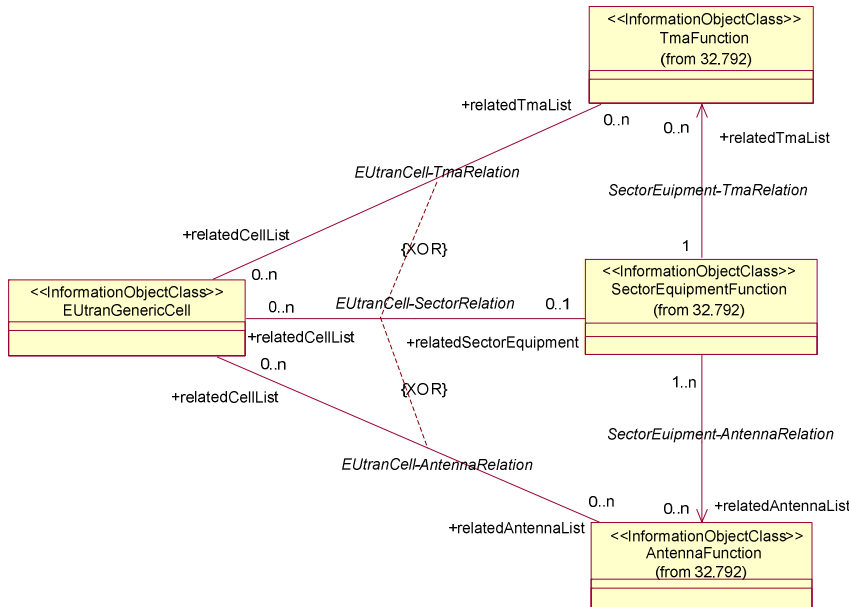 <<InformationObjectClass>>
TmaFunction
(from 32.792)
+relatedTmaList
0..n
0..n
+relatedTmaList
EUtranCell-TmaRelation
SectorEuipment-TmaRelation
+relatedCellList
{XOR}
1
0..n
<<InformationObjectClass>>
EUtranGenericCell
0..n
EUtranCell-SectorRelation
0..1
<<InformationObjectClass>>
SectorEquipmentFunction
(from 32.792)
+relatedCellList
+relatedSectorEquipment
0..n
+relatedCellList
{XOR}
1..n
SectorEuipment-AntennaRelation
EUtranCell-AntennaRelation
0..n
0..n
+relatedAntennaList
+relatedAntennaList
<<InformationObjectClass>>
AntennaFunction
(from 32.792)